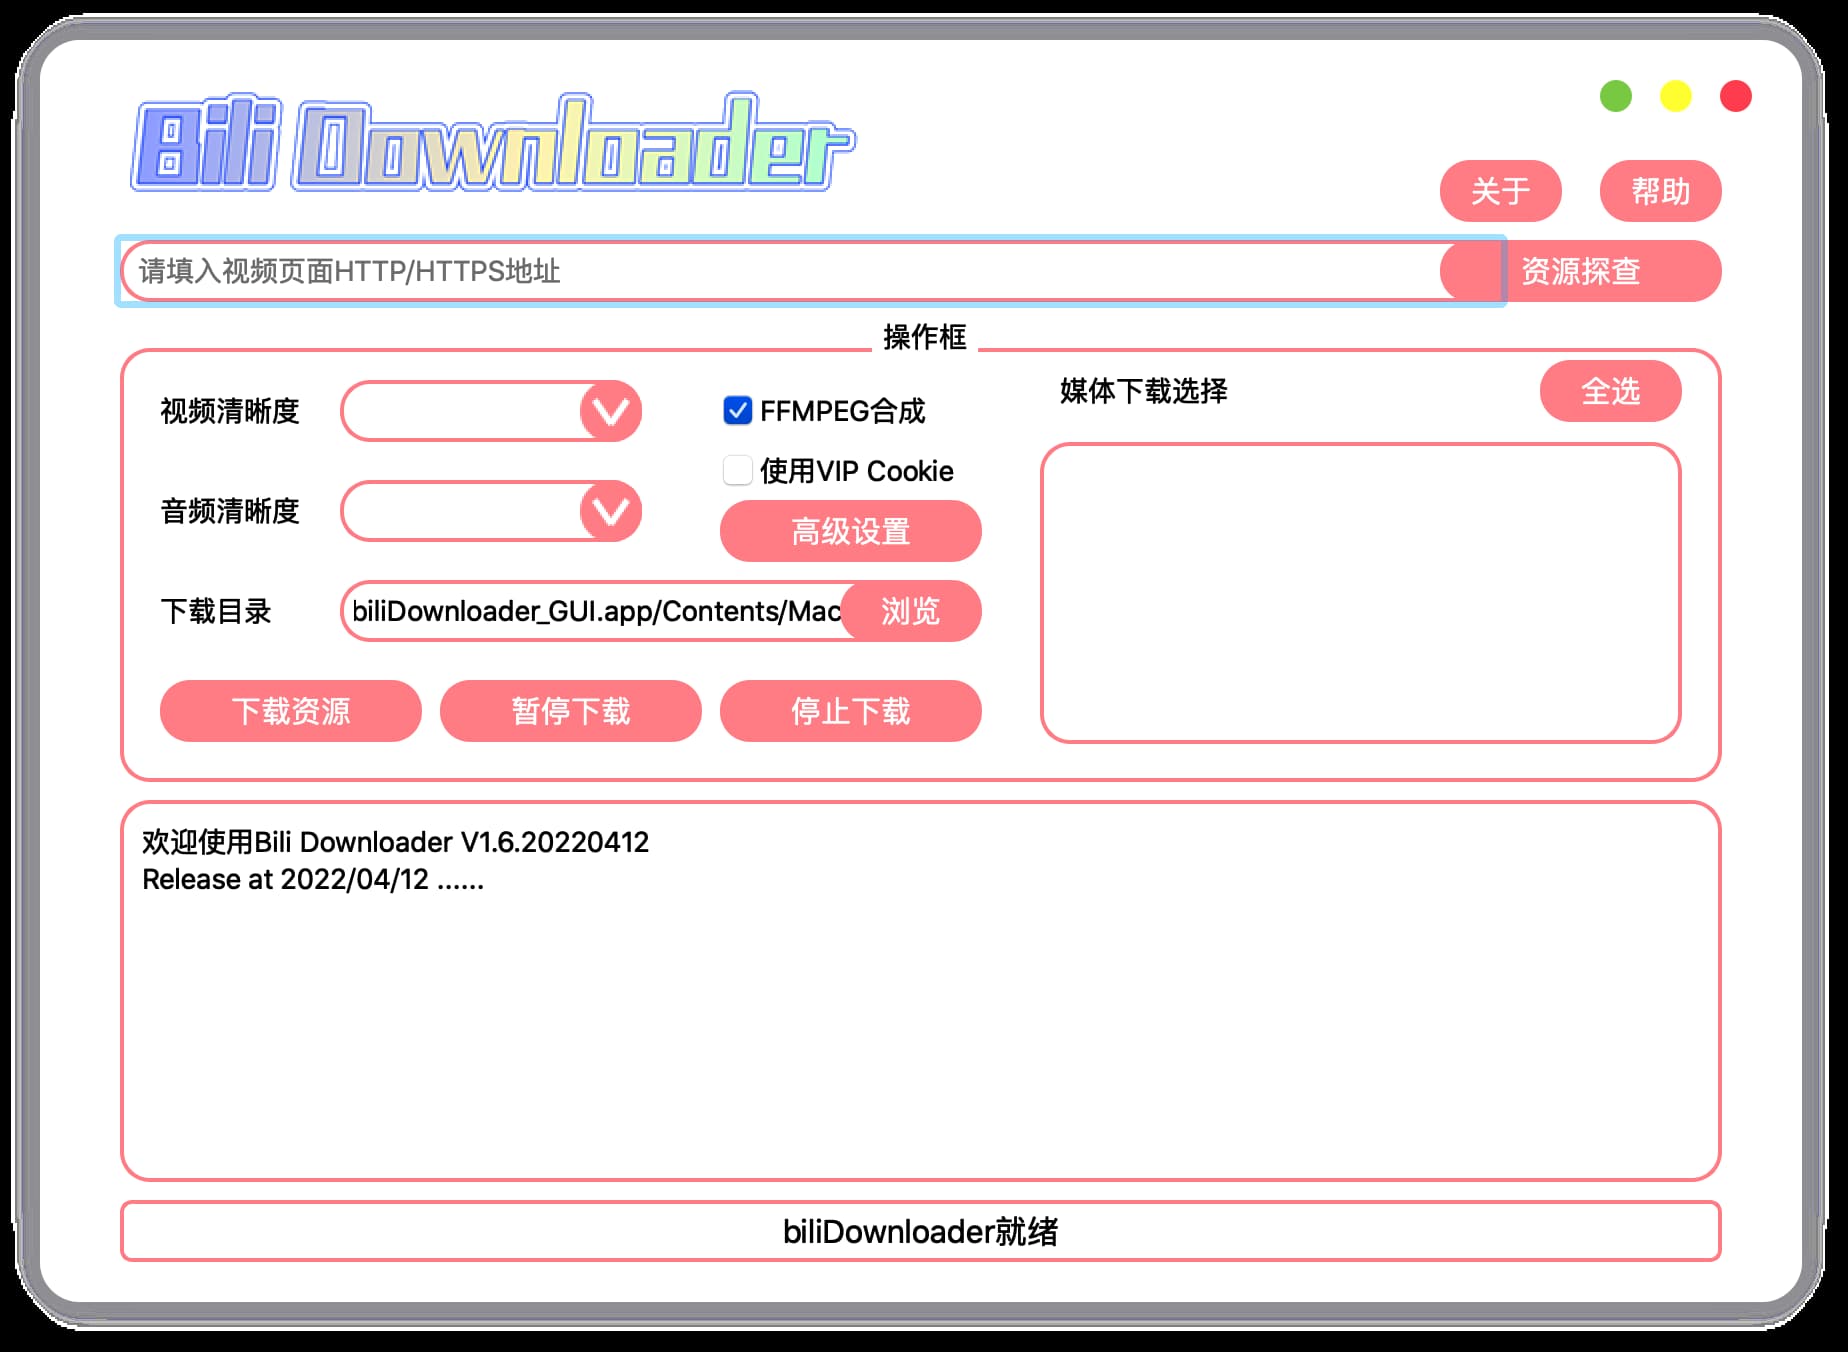 Bili Downloader
关于
帮助
请填入视频页面HTTP/HTTPS地址
资源探查
操作框
视频清晰度
FFMPEG合成
媒体下载选择
全选
使用VIP Cookie
音频清晰度
高级设置
下载目录
biliDownloader_GUI.app/Contents/Mac
浏览
下载资源
暂停下载
停止下载
欢迎使用Bili Downloader V1.6.20220412
Release at 2022/04/12 ......
biliDownloader就绪